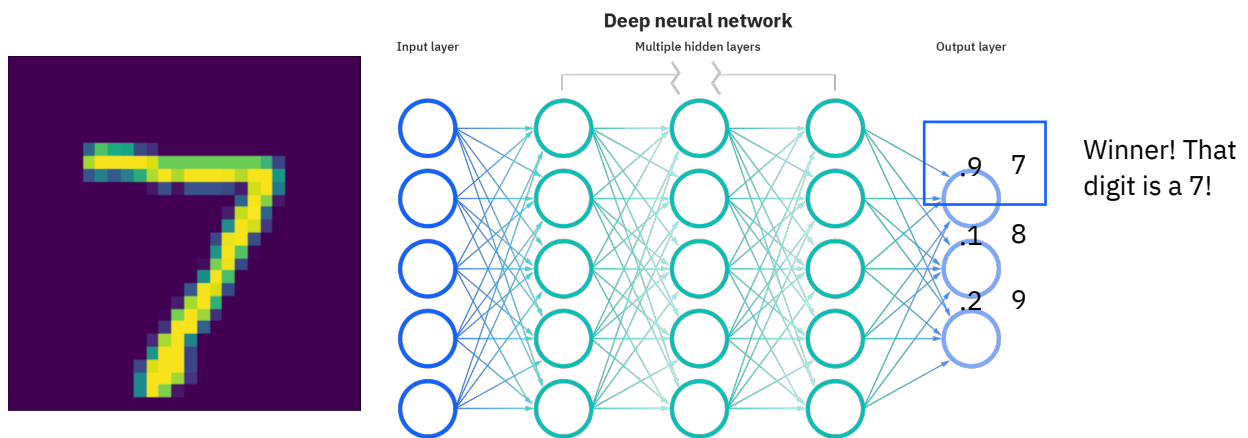 Deep neural network
Input layer
Multiple hidden layers
Output layer
7
.9 7
.1 8
.2 9
Winner! That
digit is a 7!